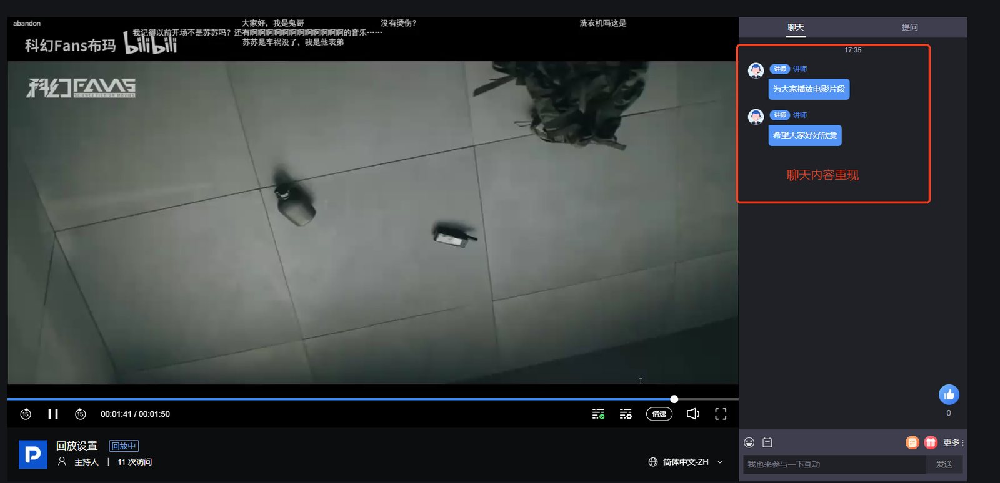 abandon
大家好，我是鬼哥
没有烫伤？
洗衣机吗这是
我记得以前开场不是苏苏吗？还有啊啊啊啊啊啊啊啊啊啊啊啊的音乐……
苏苏是车祸没了，我是他表弟
科幻Fans布玛
bilibili
科幻FANS
SCIENCE FICTION MOVIES
聊天
提问
17:35
讲师 讲师
为大家播放电影片段
讲师 讲师
希望大家好好欣赏
聊天内容重现
0
15
15
00:01:41 / 00:01:50
倍速
回放设置
回放中
主持人 | 11 次访问
简体中文-ZH
更多
我也来参与一下互动
发送